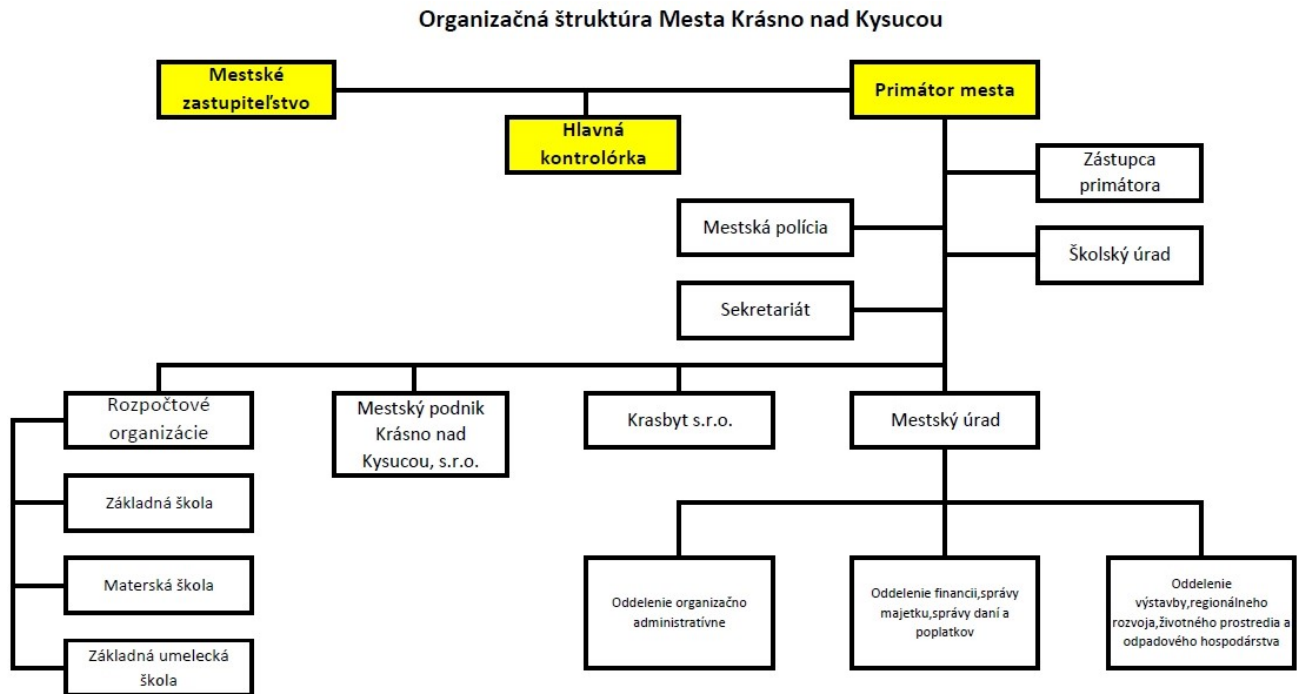 Organizačná štruktúra Mesta Krásno nad Kysucou
Mestské
zastupiteľstvo
Primátor mesta
Hlavná
kontrolórka
Zástupca
primátora
Mestská polícia
Školský úrad
Sekretariát
Rozpočtové
organizácie
Mestský podnik
Krásno nad
Kysucou, s.r.o.
Krasbyt s.r.o.
Mestský úrad
Základná škola
Materská škola
Základná umelecká
škola
Oddelenie organizačno
administratívne
Oddelenie financii,správy
majetku,správy daní a
poplatkov
Oddelenie
výstavby,regionálneho
rozvoja,životného prostredia a
odpadového hospodárstva